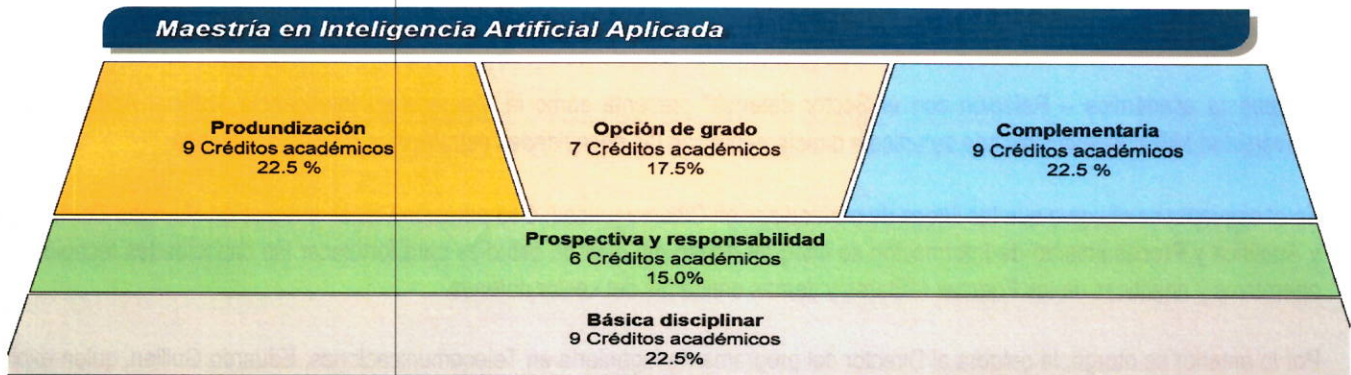 Maestría en Inteligencia Artificial Aplicada
Produndización
9 Créditos académicos
22.5 %
Opción de grado
7 Créditos académicos
17.5%
Complementaria
9 Créditos académicos
22.5 %
Prospectiva y responsabilidad
6 Créditos académicos
15.0%
Básica disciplinar
9 Créditos académicos
22.5%